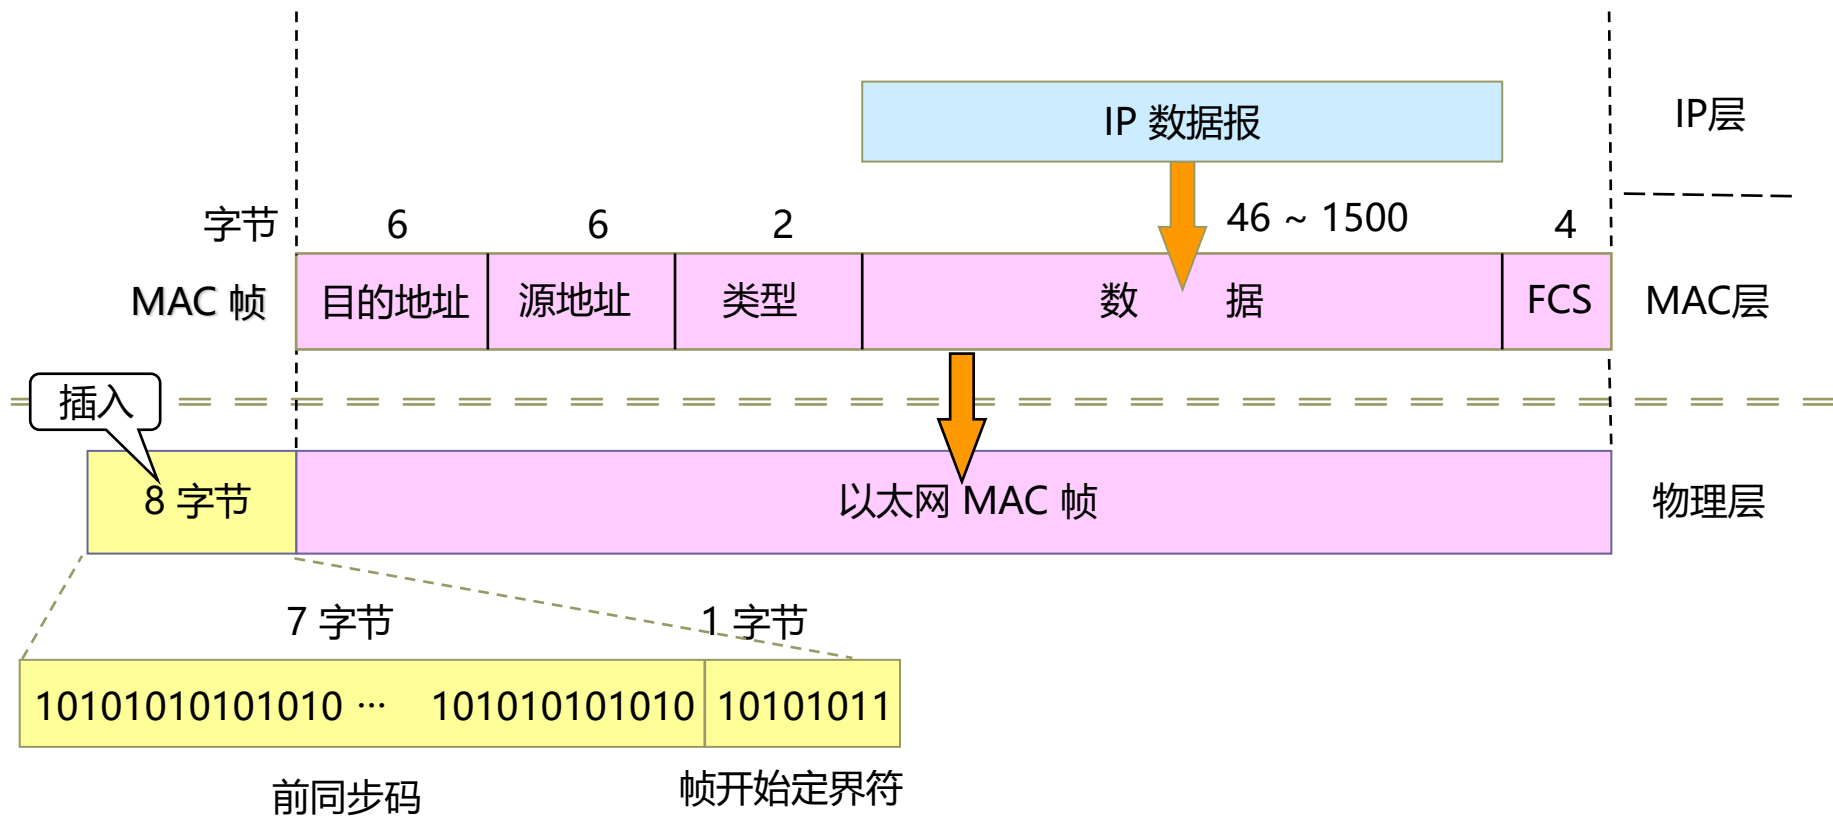 IP 数据报
IP层
字节
6
6
2
46 ~ 1500
4
MAC 帧
目的地址
源地址
类型
数 据
FCS
MAC层
插入
8 字节
以太网 MAC 帧
物理层
7 字节
1 字节
10101010101010 ··· 101010101010
10101011
前同步码
帧开始定界符